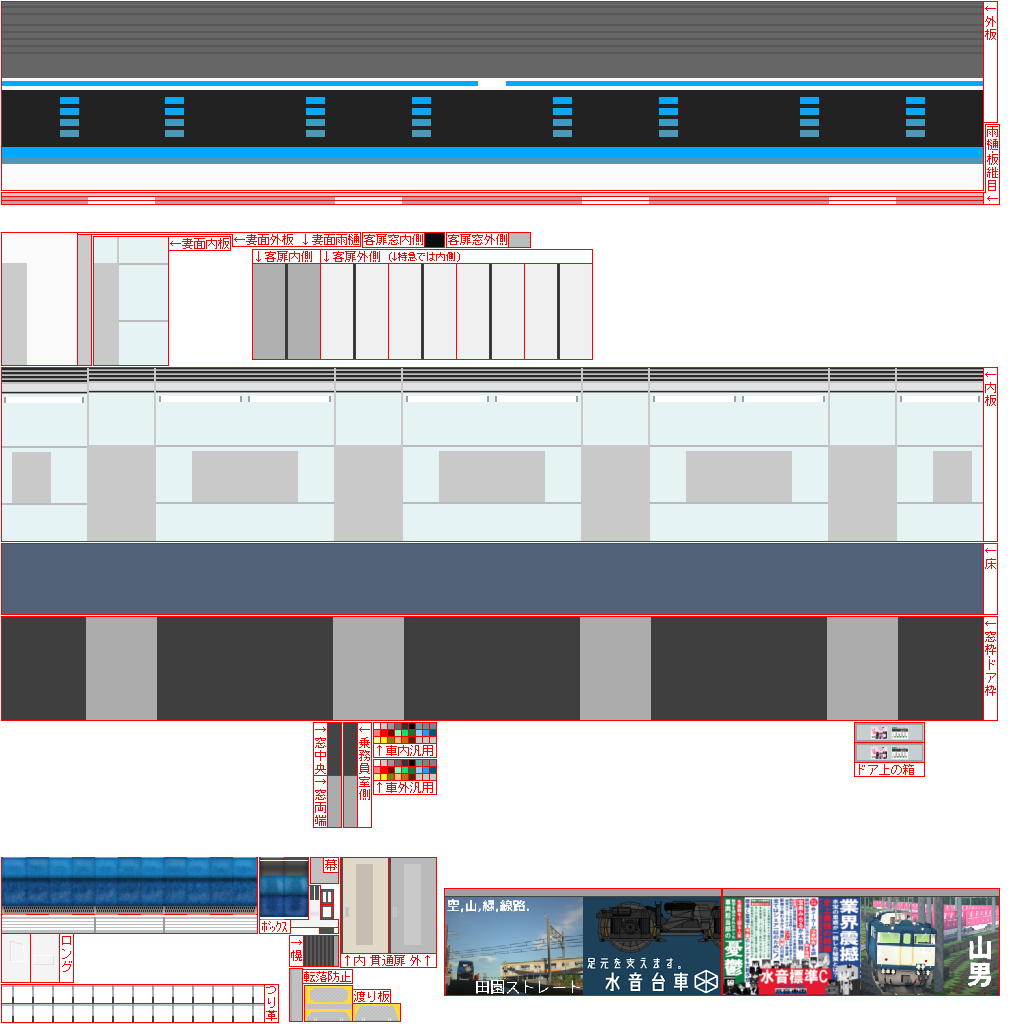 ←外板
雨樋・板継目←
←妻面内板
←妻面外板
↓妻面雨樋
客扉窓内側
客扉窓外側
↓客扉内側
↓客扉外側 (↓特急では内側)
←内板
←床
←窓枠・ドア枠
→窓中央
→窓両端
←乗務員室側
↑車内汎用
↑車外汎用
ドア上の箱
幕
ボックス
→幌
↑内 貫通扉 外↑
ロング
つり革
転落防止
渡り板
空,山,緑,線路.
田園ストレート
足元を支えます。
水音台車
業界震撼
水音標準C
憂鬱
山男